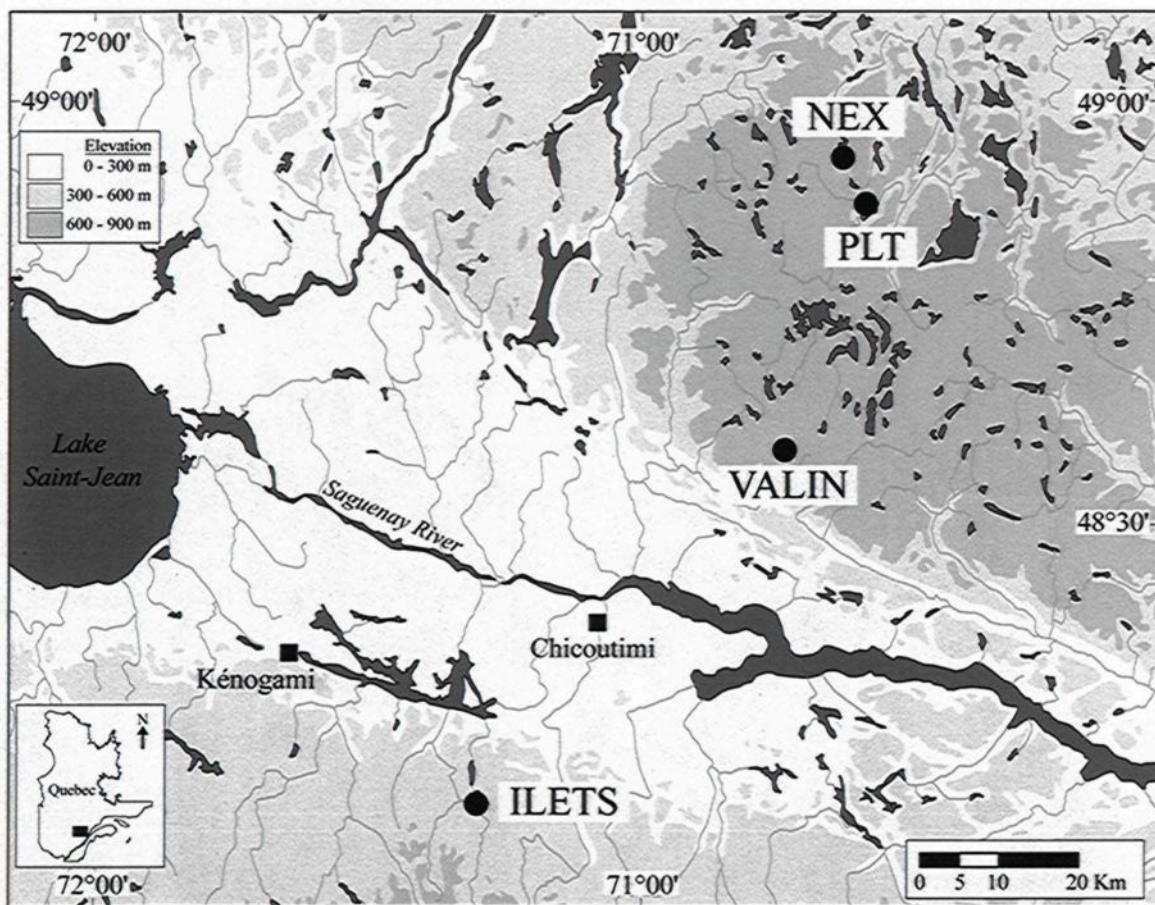 72°00'
71°00'
49°00'
49°00'
Elevation
0 - 300 m
300 - 600 m
600 - 900 m
NEX
PLT
Lake
Saint-Jean
VALIN
Saguenay River
48°30'
Chicoutimi
Kénogami
N
Quebec
ILETS
72°00'
71°00'
0 5 10 20 Km